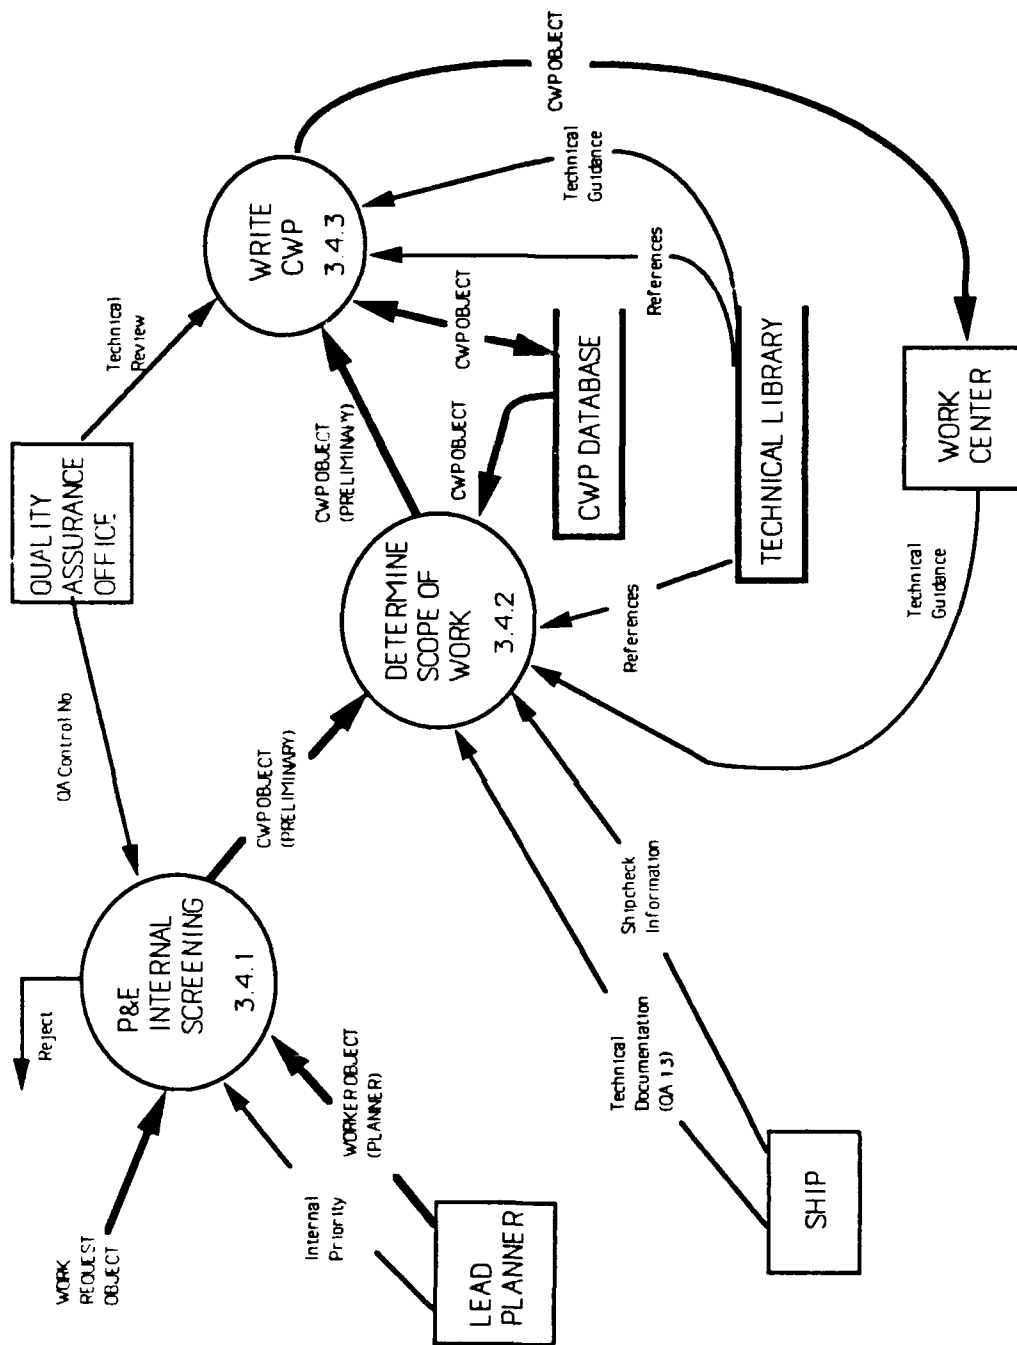 WORK
REQUEST
OBJECT
Reject
P&E
INTERNAL
SCREENING
3.4.1
QA Control No
QUALITY
ASSURANCE
OFFICE
Technical
Review
WRITE
CWP
3.4.3
CWP OBJECT
Internal
Priority
WORKER OBJECT
(PLANNER)
LEAD
PLANNER
CWP OBJECT
(PRELIMINARY)
DETERMINE
SCOPE OF
WORK
3.4.2
CWP OBJECT
(PRELIMINARY)
CWP OBJECT
CWP OBJECT
CWP DATABASE
Technical
Guidance
References
References
TECHNICAL LIBRARY
Technical
Documentation
(QA 13)
Shipcheck
Information
SHIP
Technical
Guidance
WORK
CENTER